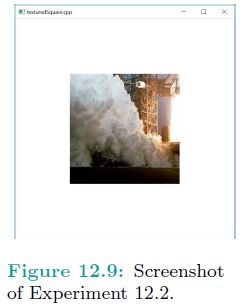 texturedSquare.cpp
Figure 12.9: Screenshot
of Experiment 12.2.